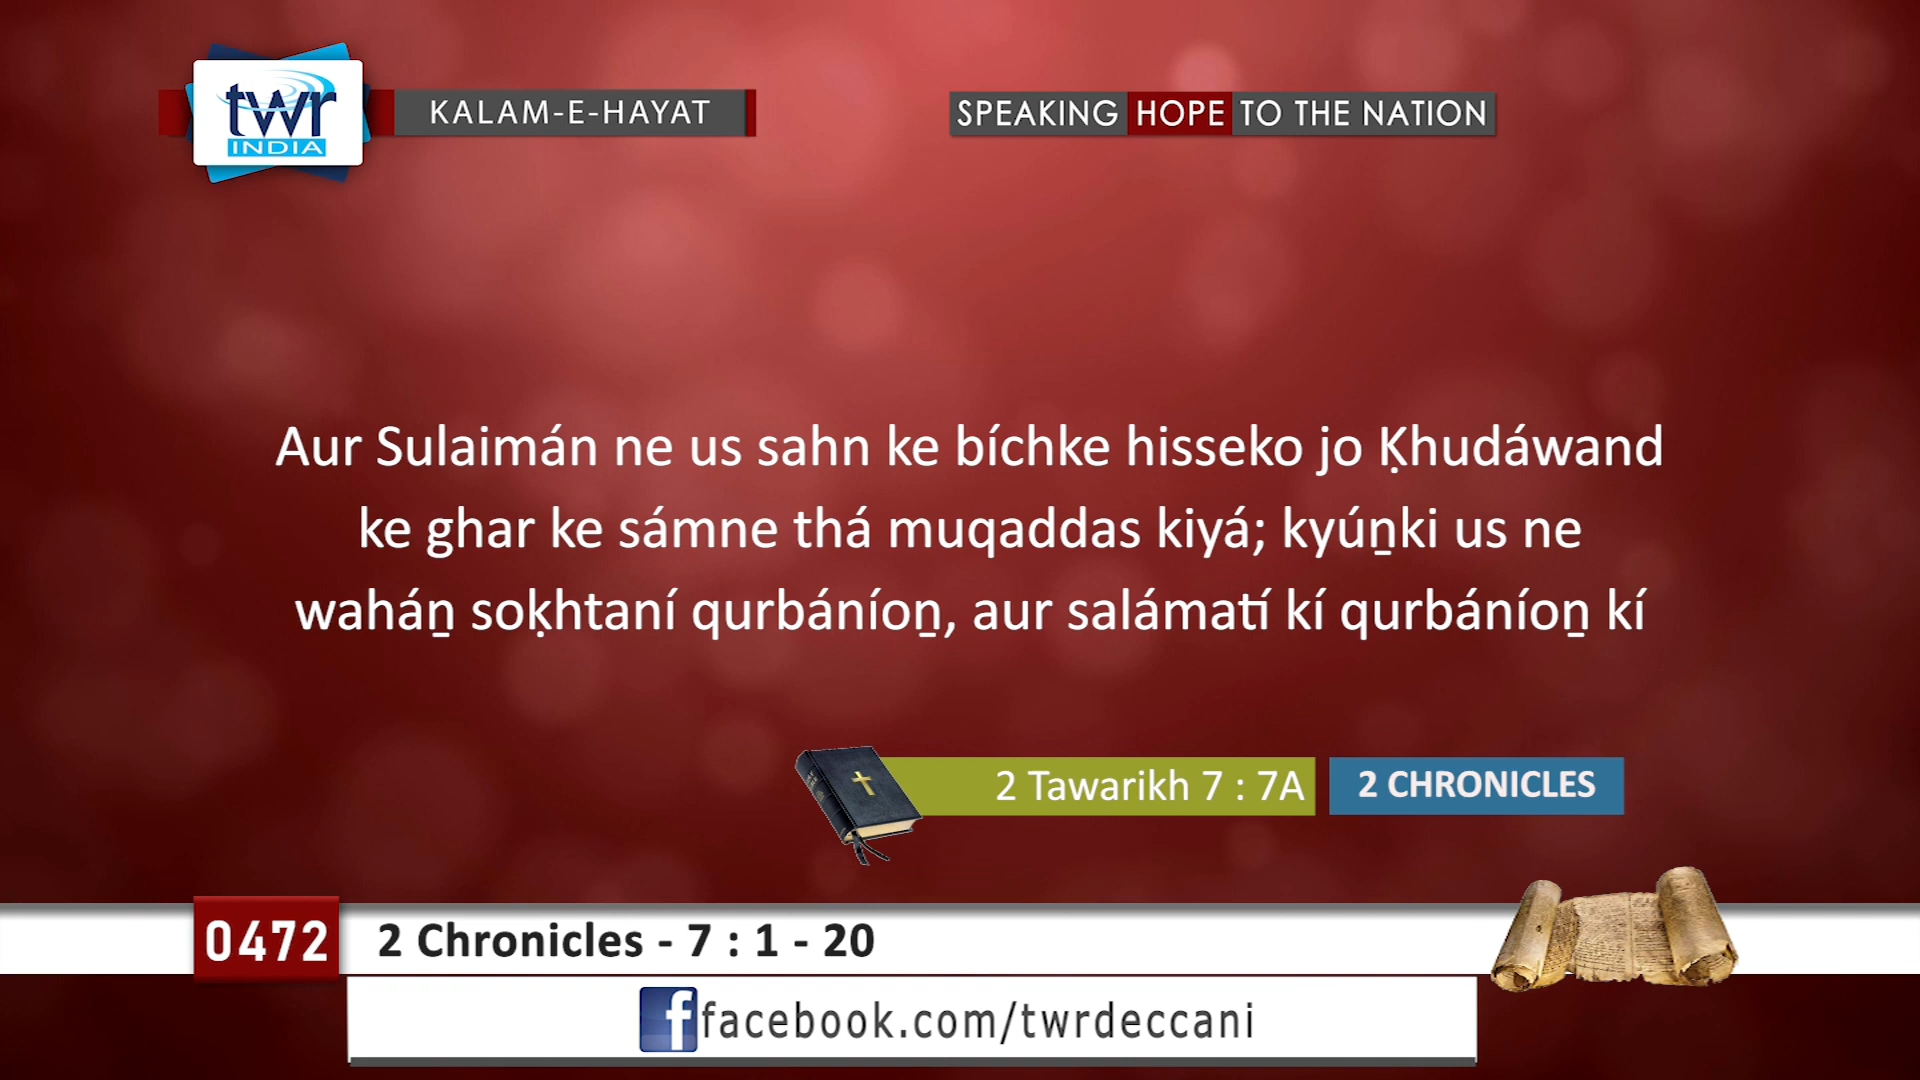 twr
INDIA
KALAM-E-HAYAT
SPEAKING HOPE TO THE NATION
Aur Sulaimán ne us sahn ke bíchke hisseko jo Ḳhudáwand
ke ghar ke sámne thá muqaddas kiyá; kyúṉki us ne
waháṉ soḳhtaní qurbáníoṉ, aur salámatí kí qurbáníoṉ kí
2 Tawarikh 7 : 7A
2 CHRONICLES
0472
2 Chronicles - 7 : 1 - 20
facebook.com/twrdeccani